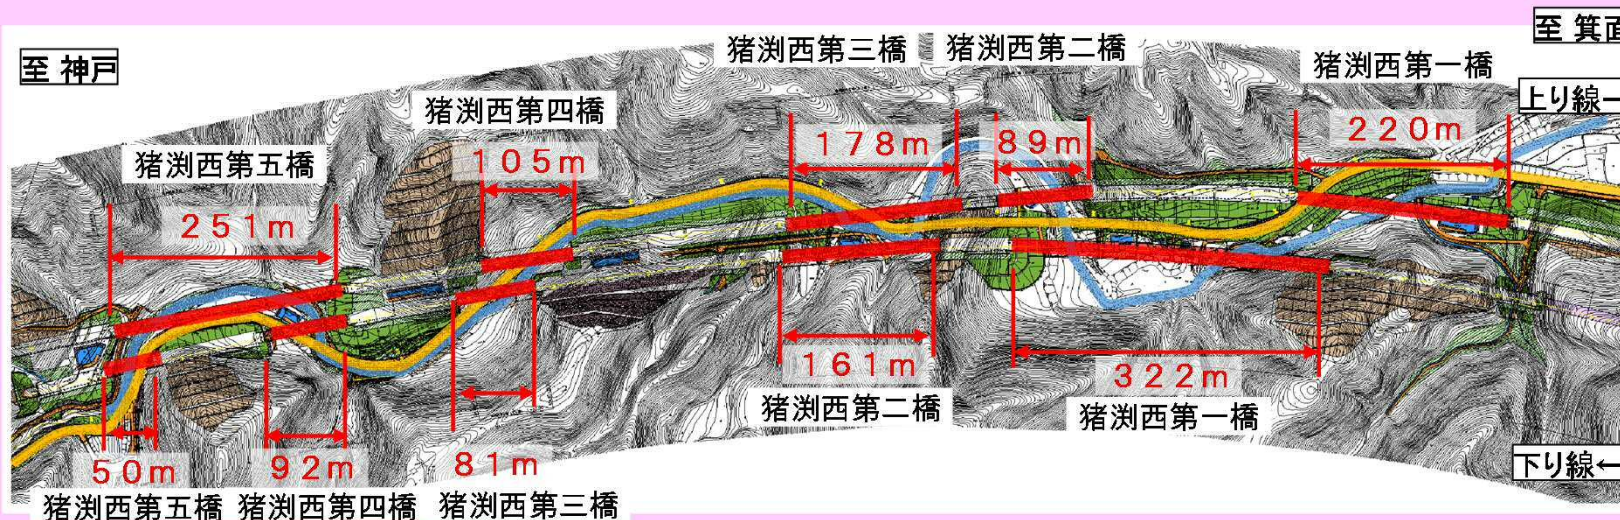 至 箕面
至 神戸
猪渕西第三橋
猪渕西第二橋
猪渕西第一橋
上り線
猪渕西第四橋
178m
89m
220m
猪渕西第五橋
105m
251m
161m
322m
猪渕西第二橋
猪渕西第一橋
50m
92m
81m
下り線←
猪渕西第五橋
猪渕西第四橋
猪渕西第三橋